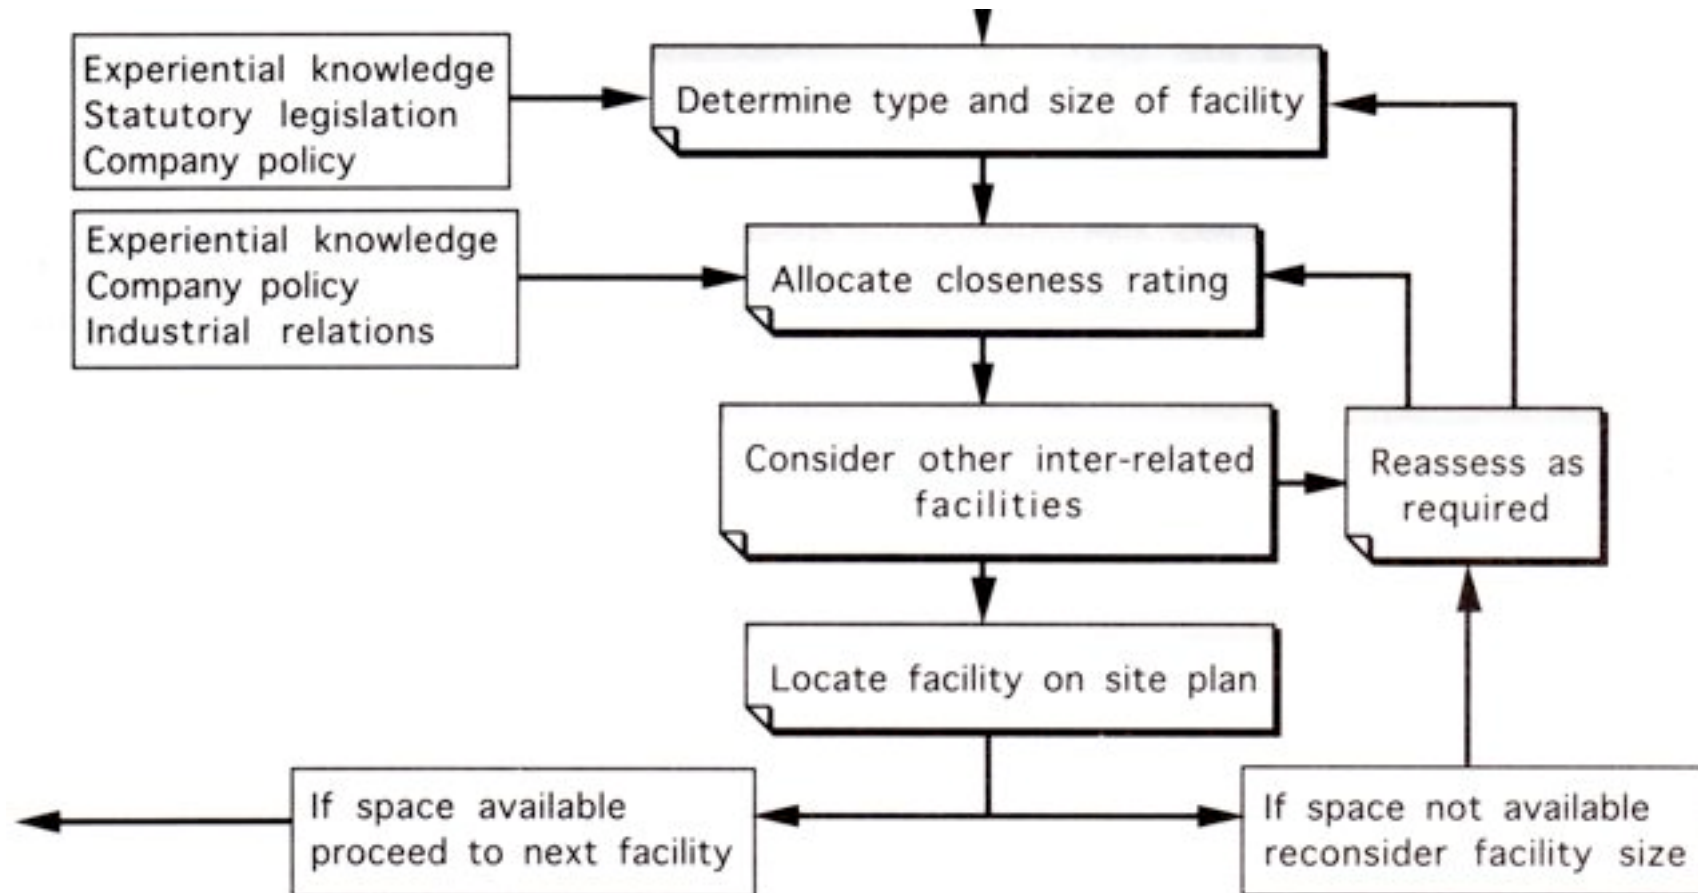 Experiential knowledge
Statutory legislation
Company policy
Determine type and size of facility
Experiential knowledge
Company policy
Industrial relations
Allocate closeness rating
Consider other inter-related
facilities
Reassess as
required
Locate facility on site plan
If space available
proceed to next facility
If space not available
reconsider facility size